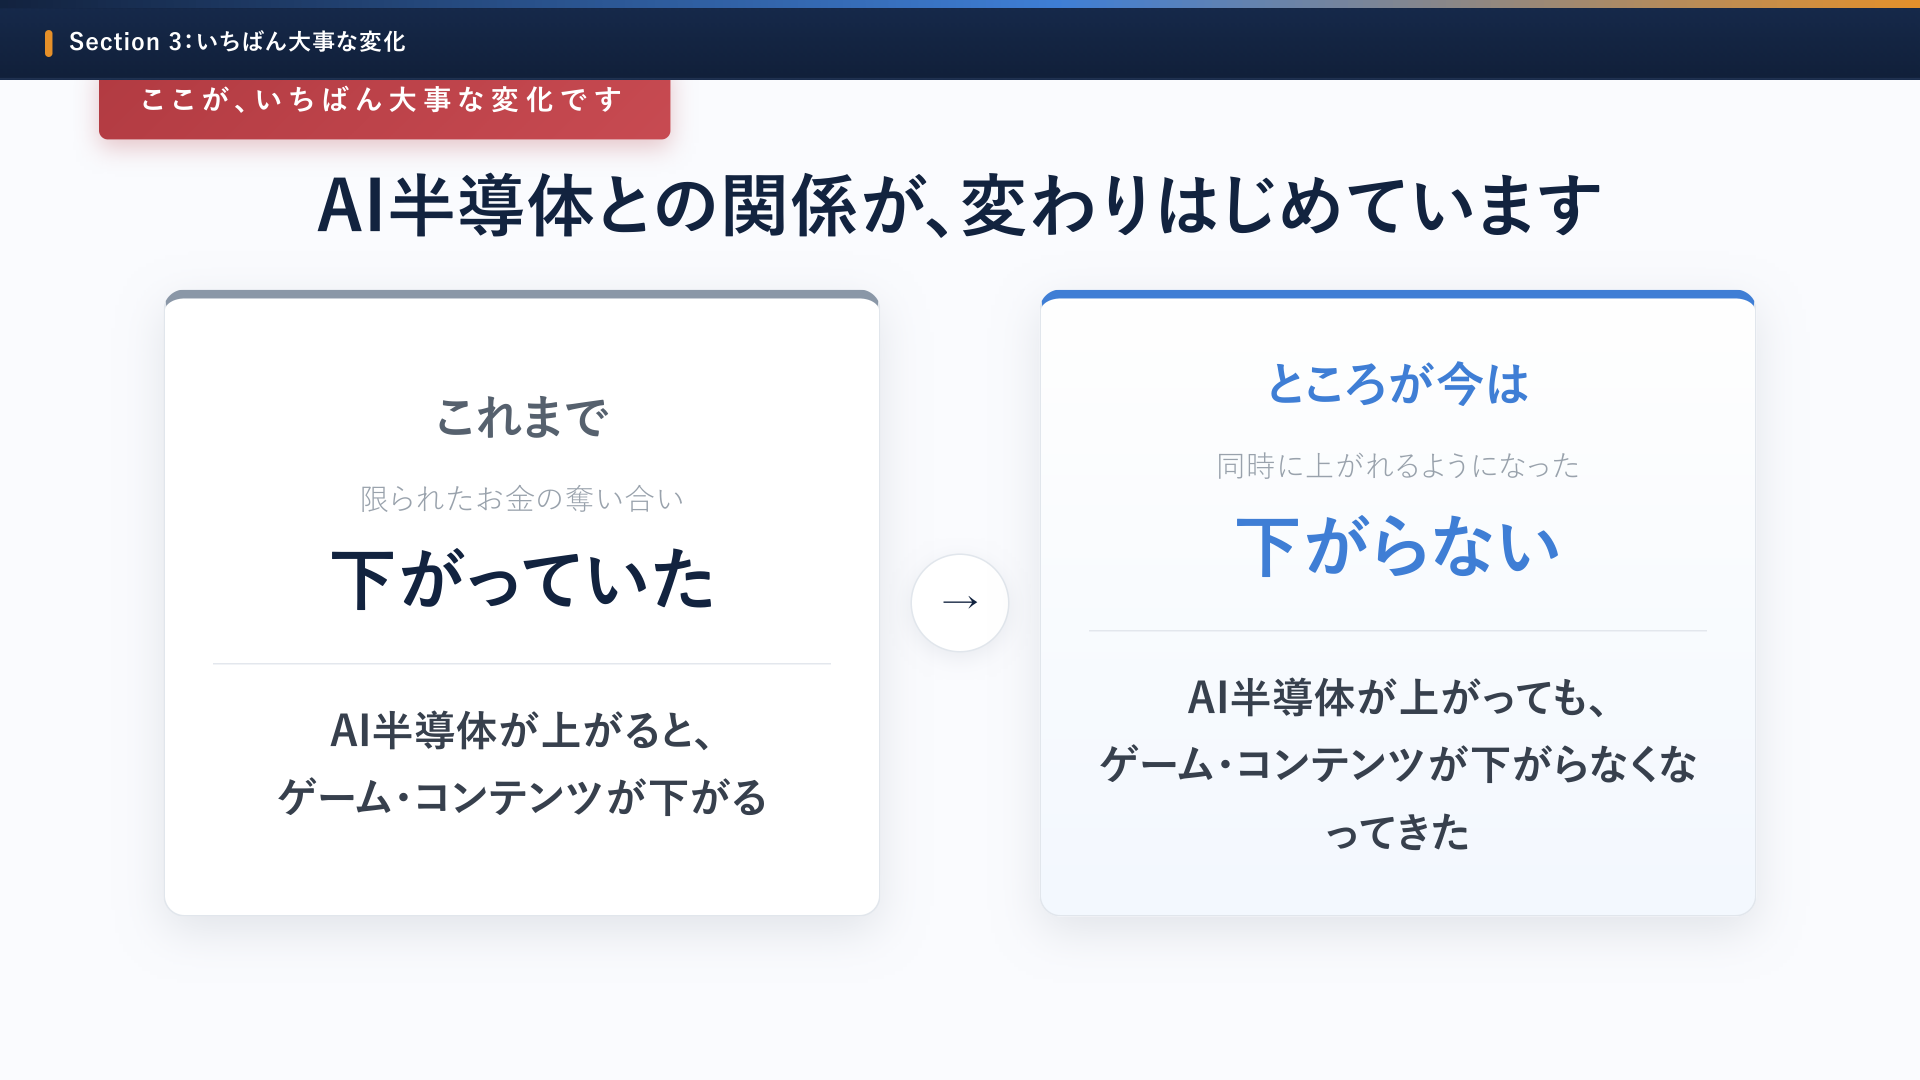 Section 3：いちばん大事な変化
ここが、いちばん大事な変化です
AI半導体との関係が、変わりはじめています
これまで
限られたお金の奪い合い
下がっていた
AI半導体が上がると、
ゲーム・コンテンツが下がる
→
ところが今は
同時に上がれるようになった
下がらない
AI半導体が上がっても、
ゲーム・コンテンツが下がらなくな
ってきた